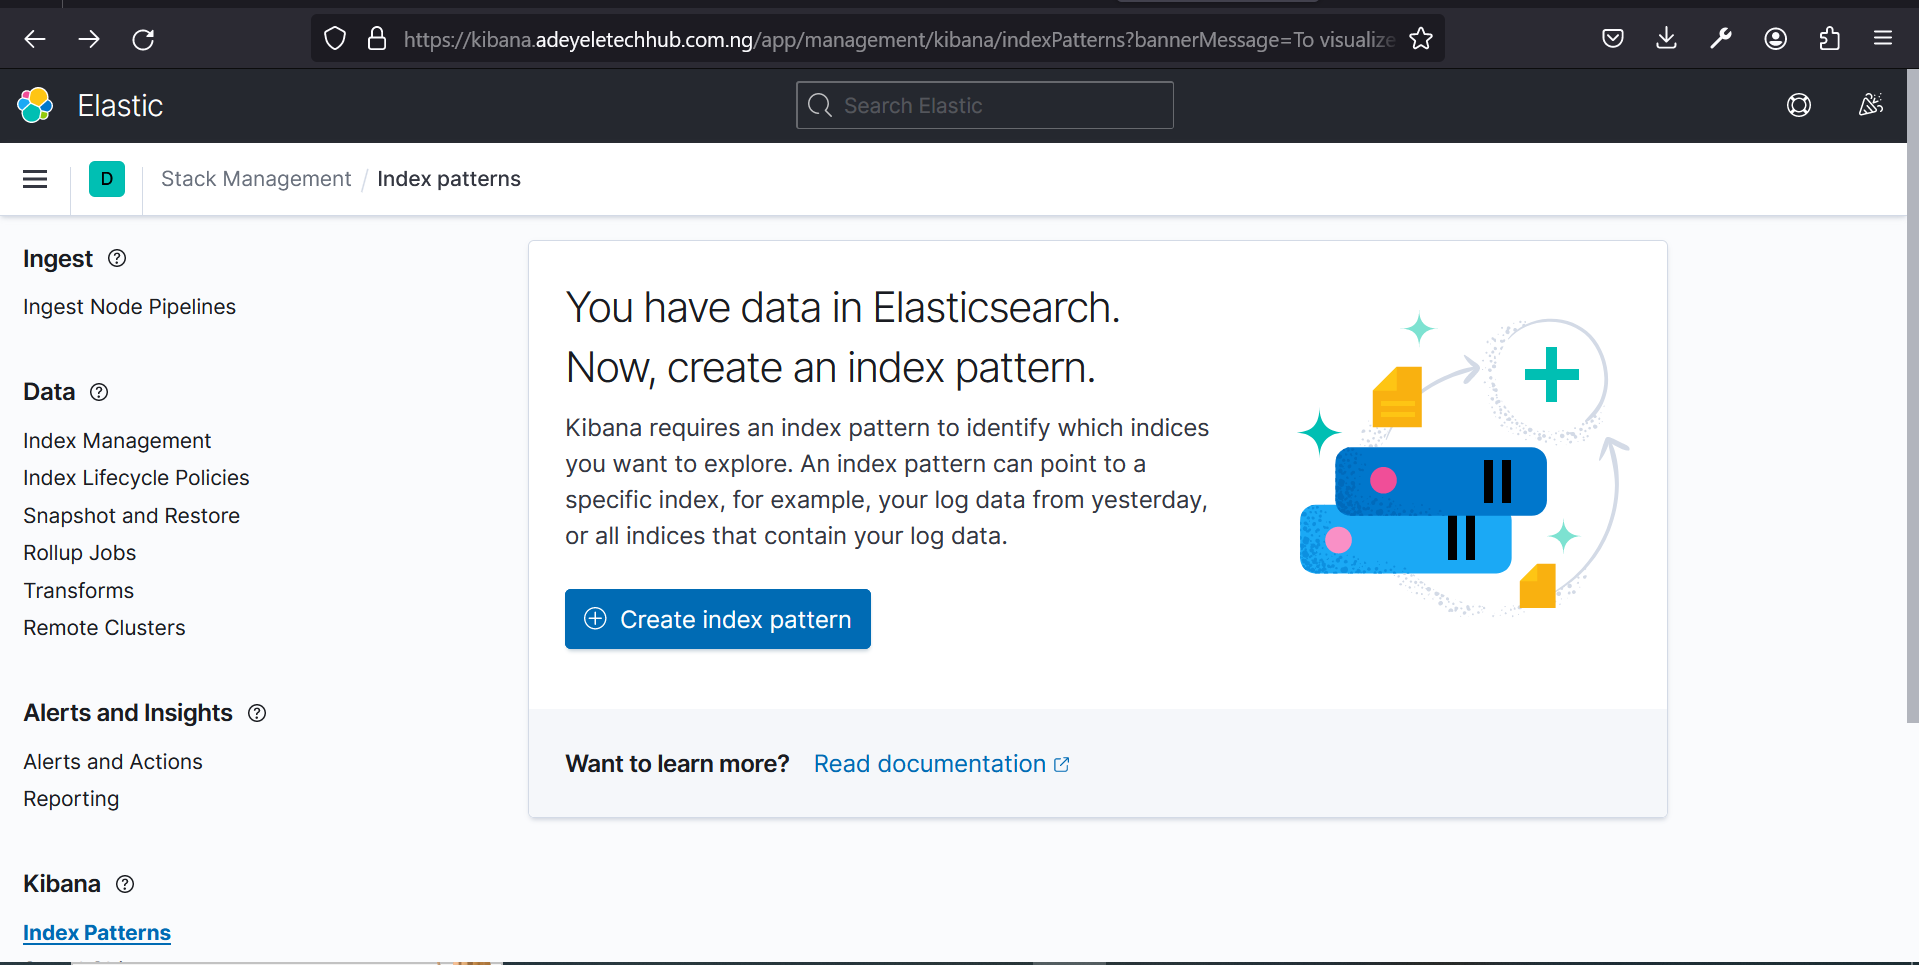 https://kibana.adeyeletechhub.com.ng/app/management/kibana/indexPatterns?bannerMessage=To visualize
Elastic
Search Elastic
D
Stack Management / Index patterns
Ingest
Ingest Node Pipelines
Data
Index Management
Index Lifecycle Policies
Snapshot and Restore
Rollup Jobs
Transforms
Remote Clusters
Alerts and Insights
Alerts and Actions
Reporting
Kibana
Index Patterns
You have data in Elasticsearch.
Now, create an index pattern.
Kibana requires an index pattern to identify which indices
you want to explore. An index pattern can point to a
specific index, for example, your log data from yesterday,
or all indices that contain your log data.
Create index pattern
Want to learn more? Read documentation